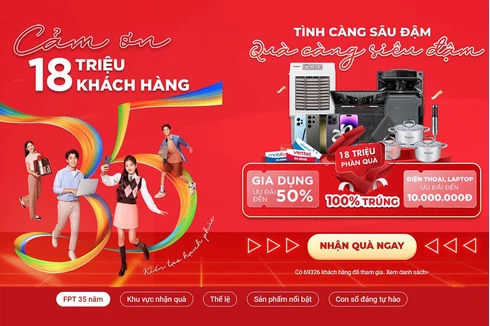 Cảm ơn
18 TRIỆU
KHÁCH HÀNG
35
Kiến tạo hạnh phúc
TÌNH CÀNG SÂU ĐẬM
Quà càng siêu đậm
mobifone
viettel
18 TRIỆU
PHẦN QUÀ
100% TRÚNG
GIA DỤNG
ƯU ĐÃI
ĐẾN 50%
ĐIỆN THOẠI, LAPTOP
ƯU ĐÃI ĐẾN
10.000.000Đ
NHẬN QUÀ NGAY
Có 69326 khách hàng đã tham gia. Xem danh sách>
FPT 35 năm
Khu vực nhận quà
Thể lệ
Sản phẩm nổi bật
Con số đáng tự hào